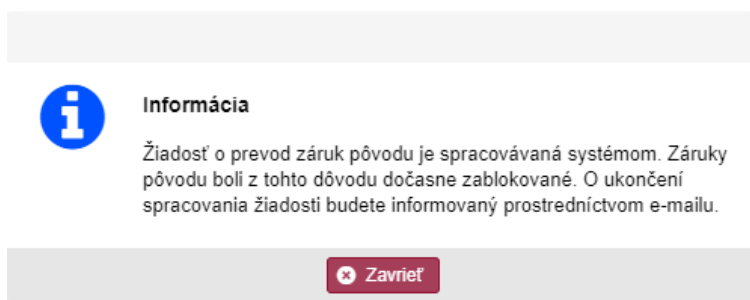 Informácia
Žiadosť o prevod záruk pôvodu je spracovávaná systémom. Záruky
pôvodu boli z tohto dôvodu dočasne zablokované. O ukončení
spracovania žiadosti budete informovaný prostredníctvom e-mailu.
Zavrieť